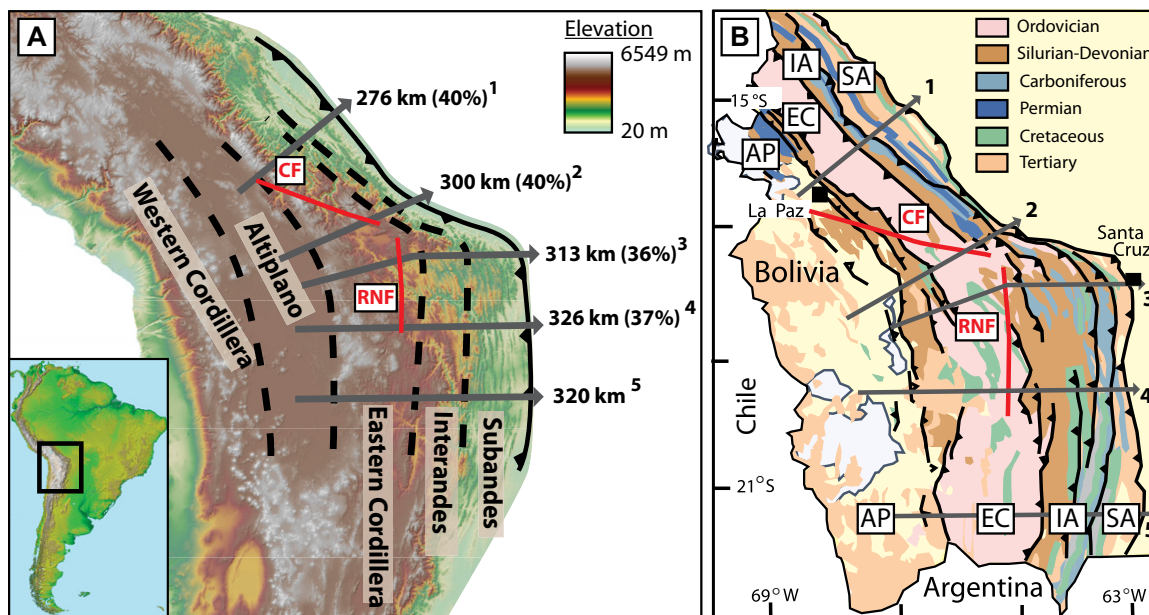 A
Elevation
6549 m
20 m
276 km (40%)1
300 km (40%)2
313 km (36%)3
326 km (37%) 4
320 km 5
CF
RNF
Western Cordillera
Altiplano
Eastern Cordillera
Interandes
Subandes
B
Ordovician
Silurian-Devonian
Carboniferous
Permian
Cretaceous
Tertiary
IA
SA
1
15°S
EC
AP
2
La Paz
CF
Santa
Cruz
Bolivia
3
RNF
Chile
4
21°S
AP
EC
IA
SA
5
Argentina
69°W
63°W